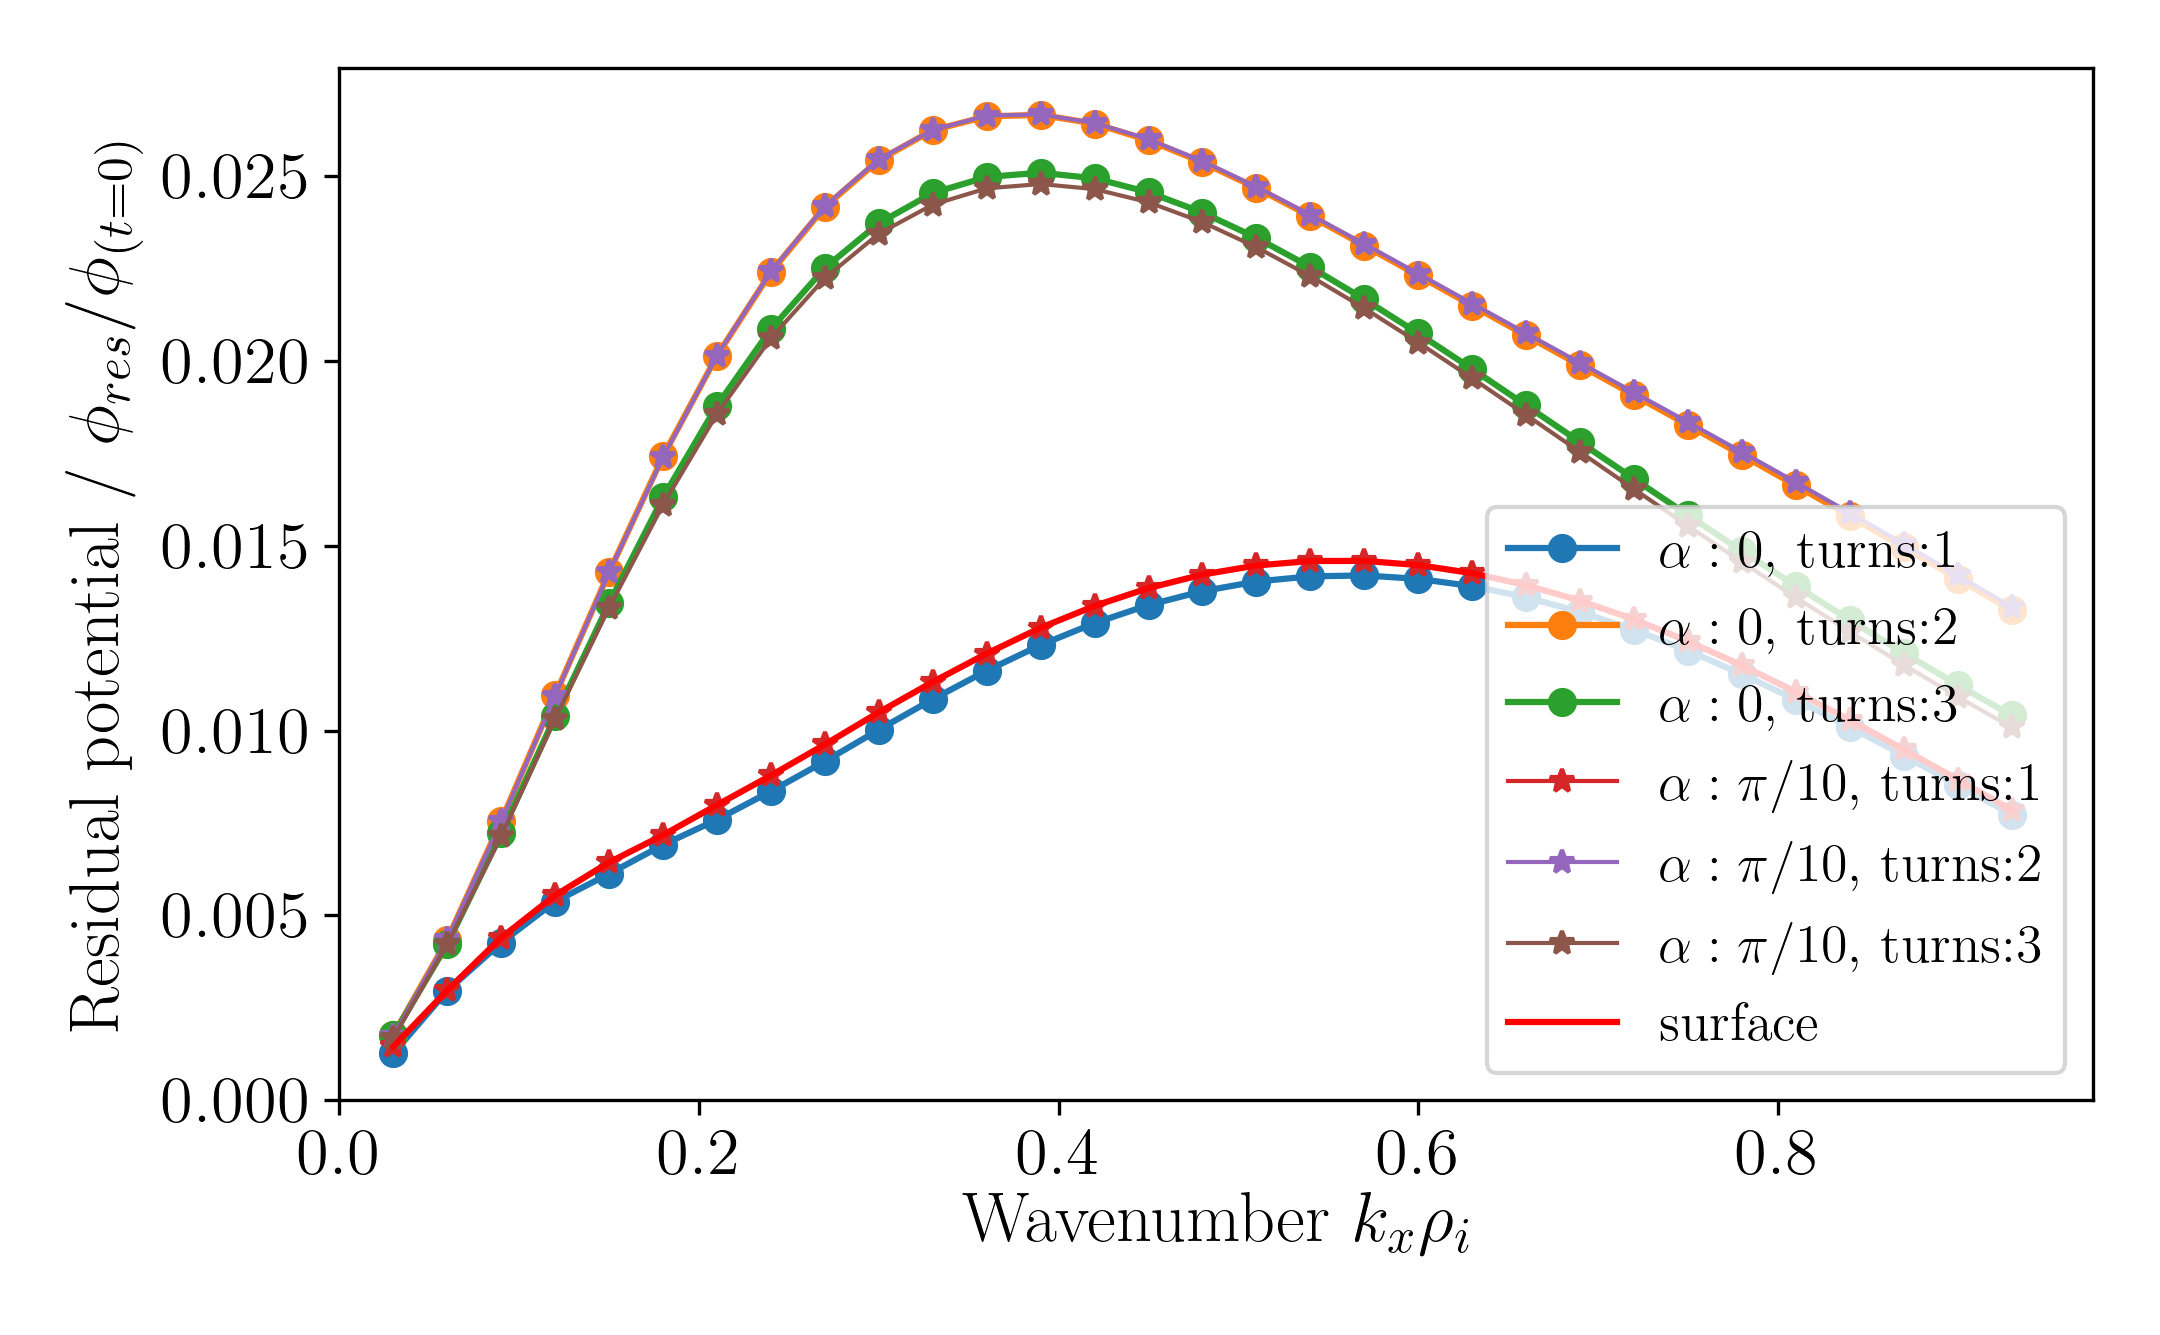 Residual potential / ϕ_res/ϕ_(t=0)
0.025
0.020
0.015
0.010
0.005
0.000
0.0 0.2 0.4 0.6 0.8
Wavenumber k_xρ_i
α : 0, turns:1
α : 0, turns:2
α : 0, turns:3
α : π/10, turns:1
α : π/10, turns:2
α : π/10, turns:3
surface